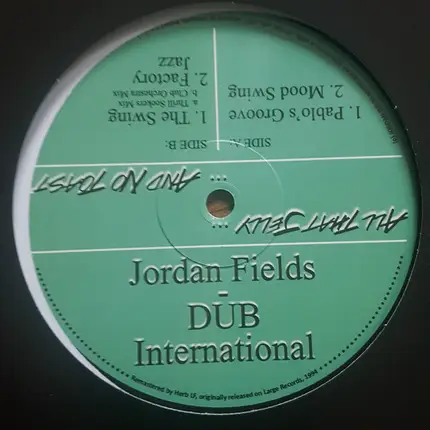 Jordan Fields
-
DUB
International
Remastered by Herb LF, originally released on Large Records, 1994
ALL THAT JELLY ...
... AND NO TOAST
SIDE A:
1. Pablo's Groove
2. Mood Swing
SIDE B:
1. The Swing
a. Thrill Seekers Mix
b. Club Orchestra Mix
2. Factory
Jazz